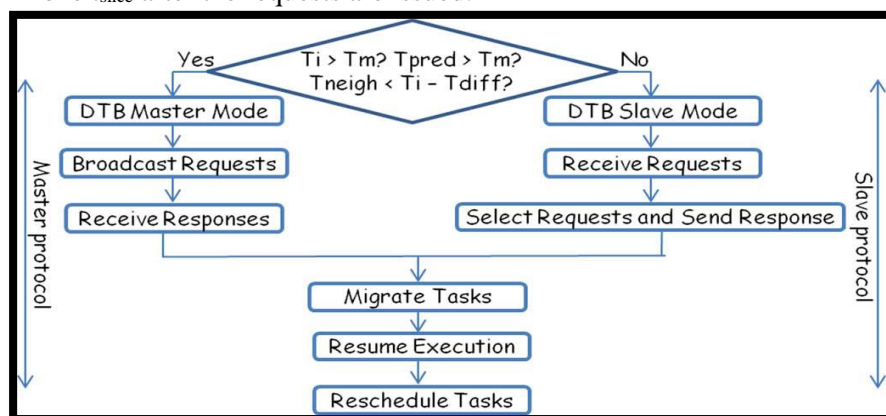 Yes
Ti > Tm? Tpred > Tm?
Tneigh < Ti – Tdiff?
No
DTB Master Mode
DTB Slave Mode
Broadcast Requests
Receive Requests
Receive Responses
Select Requests and Send Response
Master protocol
Slave protocol
Migrate Tasks
Resume Execution
Reschedule Tasks